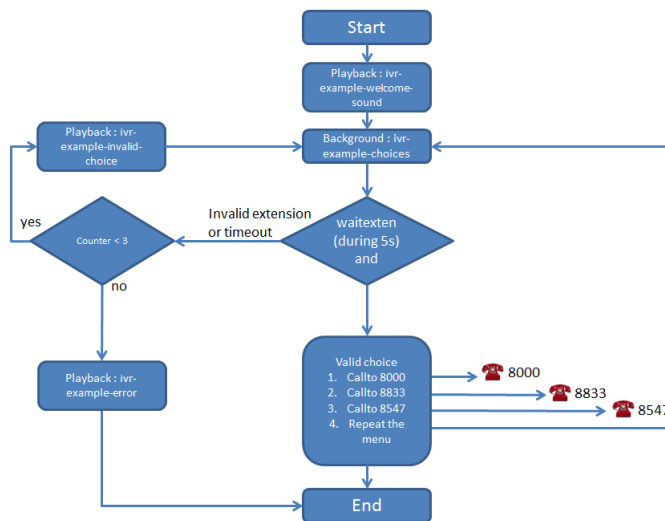 Start
Playback : ivr-
example-welcome-
sound
Playback : ivr-
example-invalid-
choice
Background : ivr-
example-choices
Invalid extension
or timeout
waitexten
(during 5s)
and
yes
Counter < 3
no
Playback : ivr-
example-error
Valid choice
1. Callto 8000
2. Callto 8833
3. Callto 8547
4. Repeat the
menu
8000
8833
8547
End